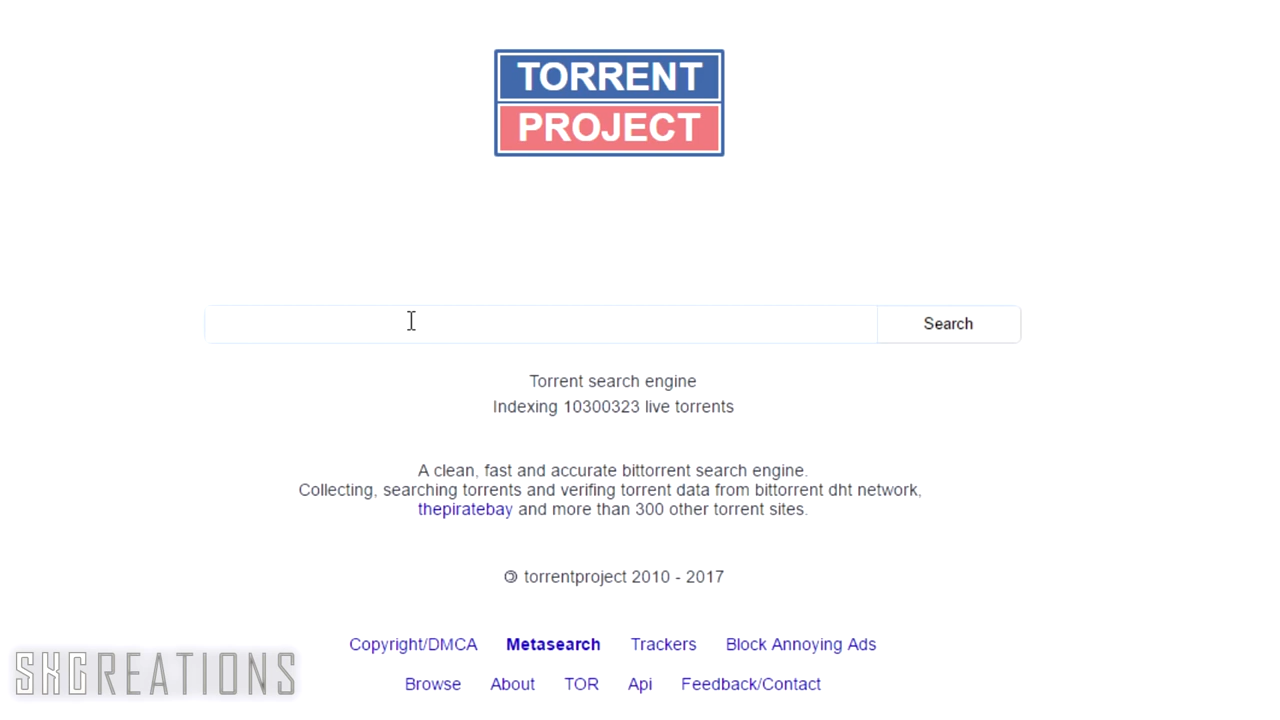 TORRENT
PROJECT
Search
Torrent search engine
Indexing 10300323 live torrents
A clean, fast and accurate bittorrent search engine.
Collecting, searching torrents and verifing torrent data from bittorrent dht network,
thepiratebay and more than 300 other torrent sites.
🄯 torrentproject 2010 - 2017
Copyright/DMCA Metasearch Trackers Block Annoying Ads
Browse About TOR Api Feedback/Contact
SKCREATIONS